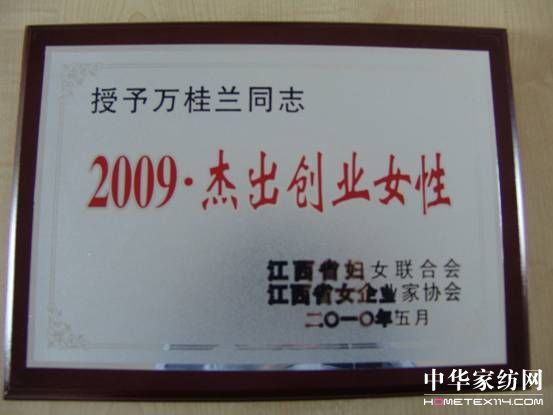 授予万桂兰同志
2009·杰出创业女性
江西省妇女联合会
江西省女企业家协会
二〇一〇年五月
中华家纺网
HOMETEX114.COM